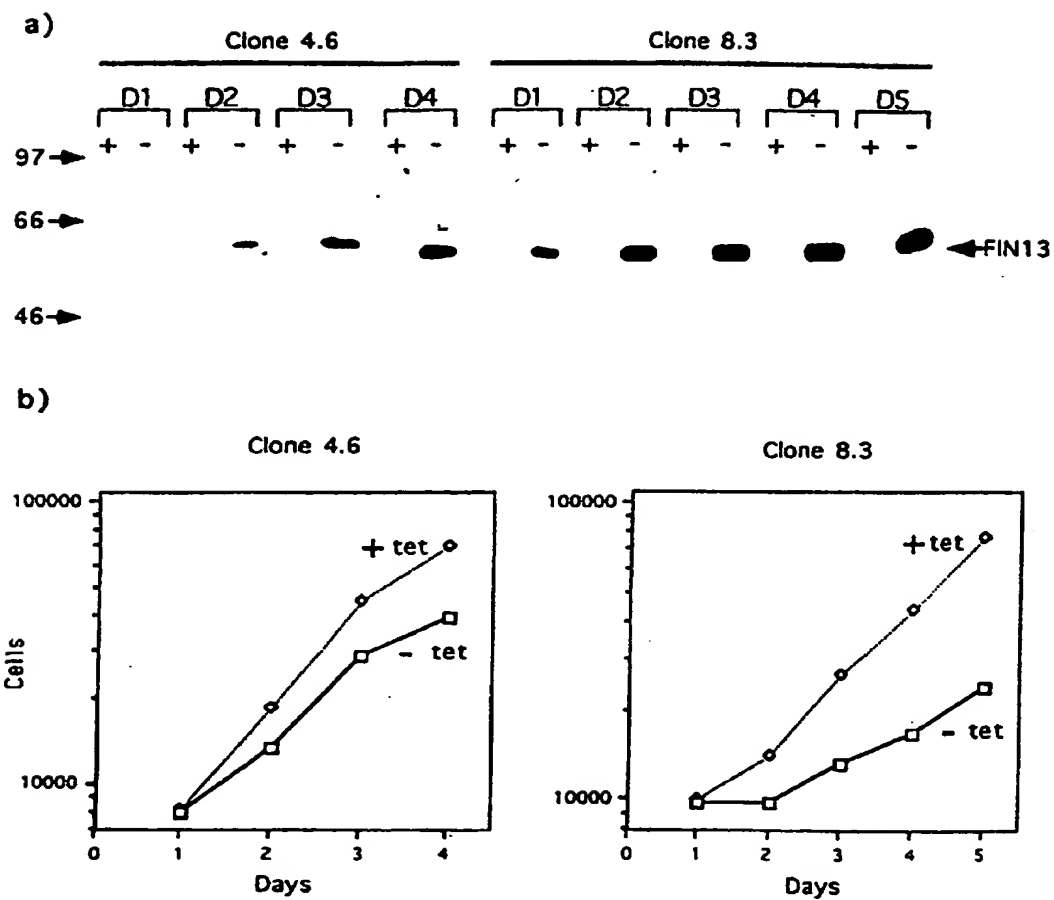 a)
Clone 4.6 Clone 8.3
D1 D2 D3 D4 D1 D2 D3 D4 D5
+ - + - + - + - + - + - + - + - + -
97
66
FIN13
46
b)
Clone 4.6
100000
+ tet
- tet
Cells
10000
0 1 2 3 4
Days
Clone 8.3
100000
+ tet
- tet
10000
0 1 2 3 4 5
Days